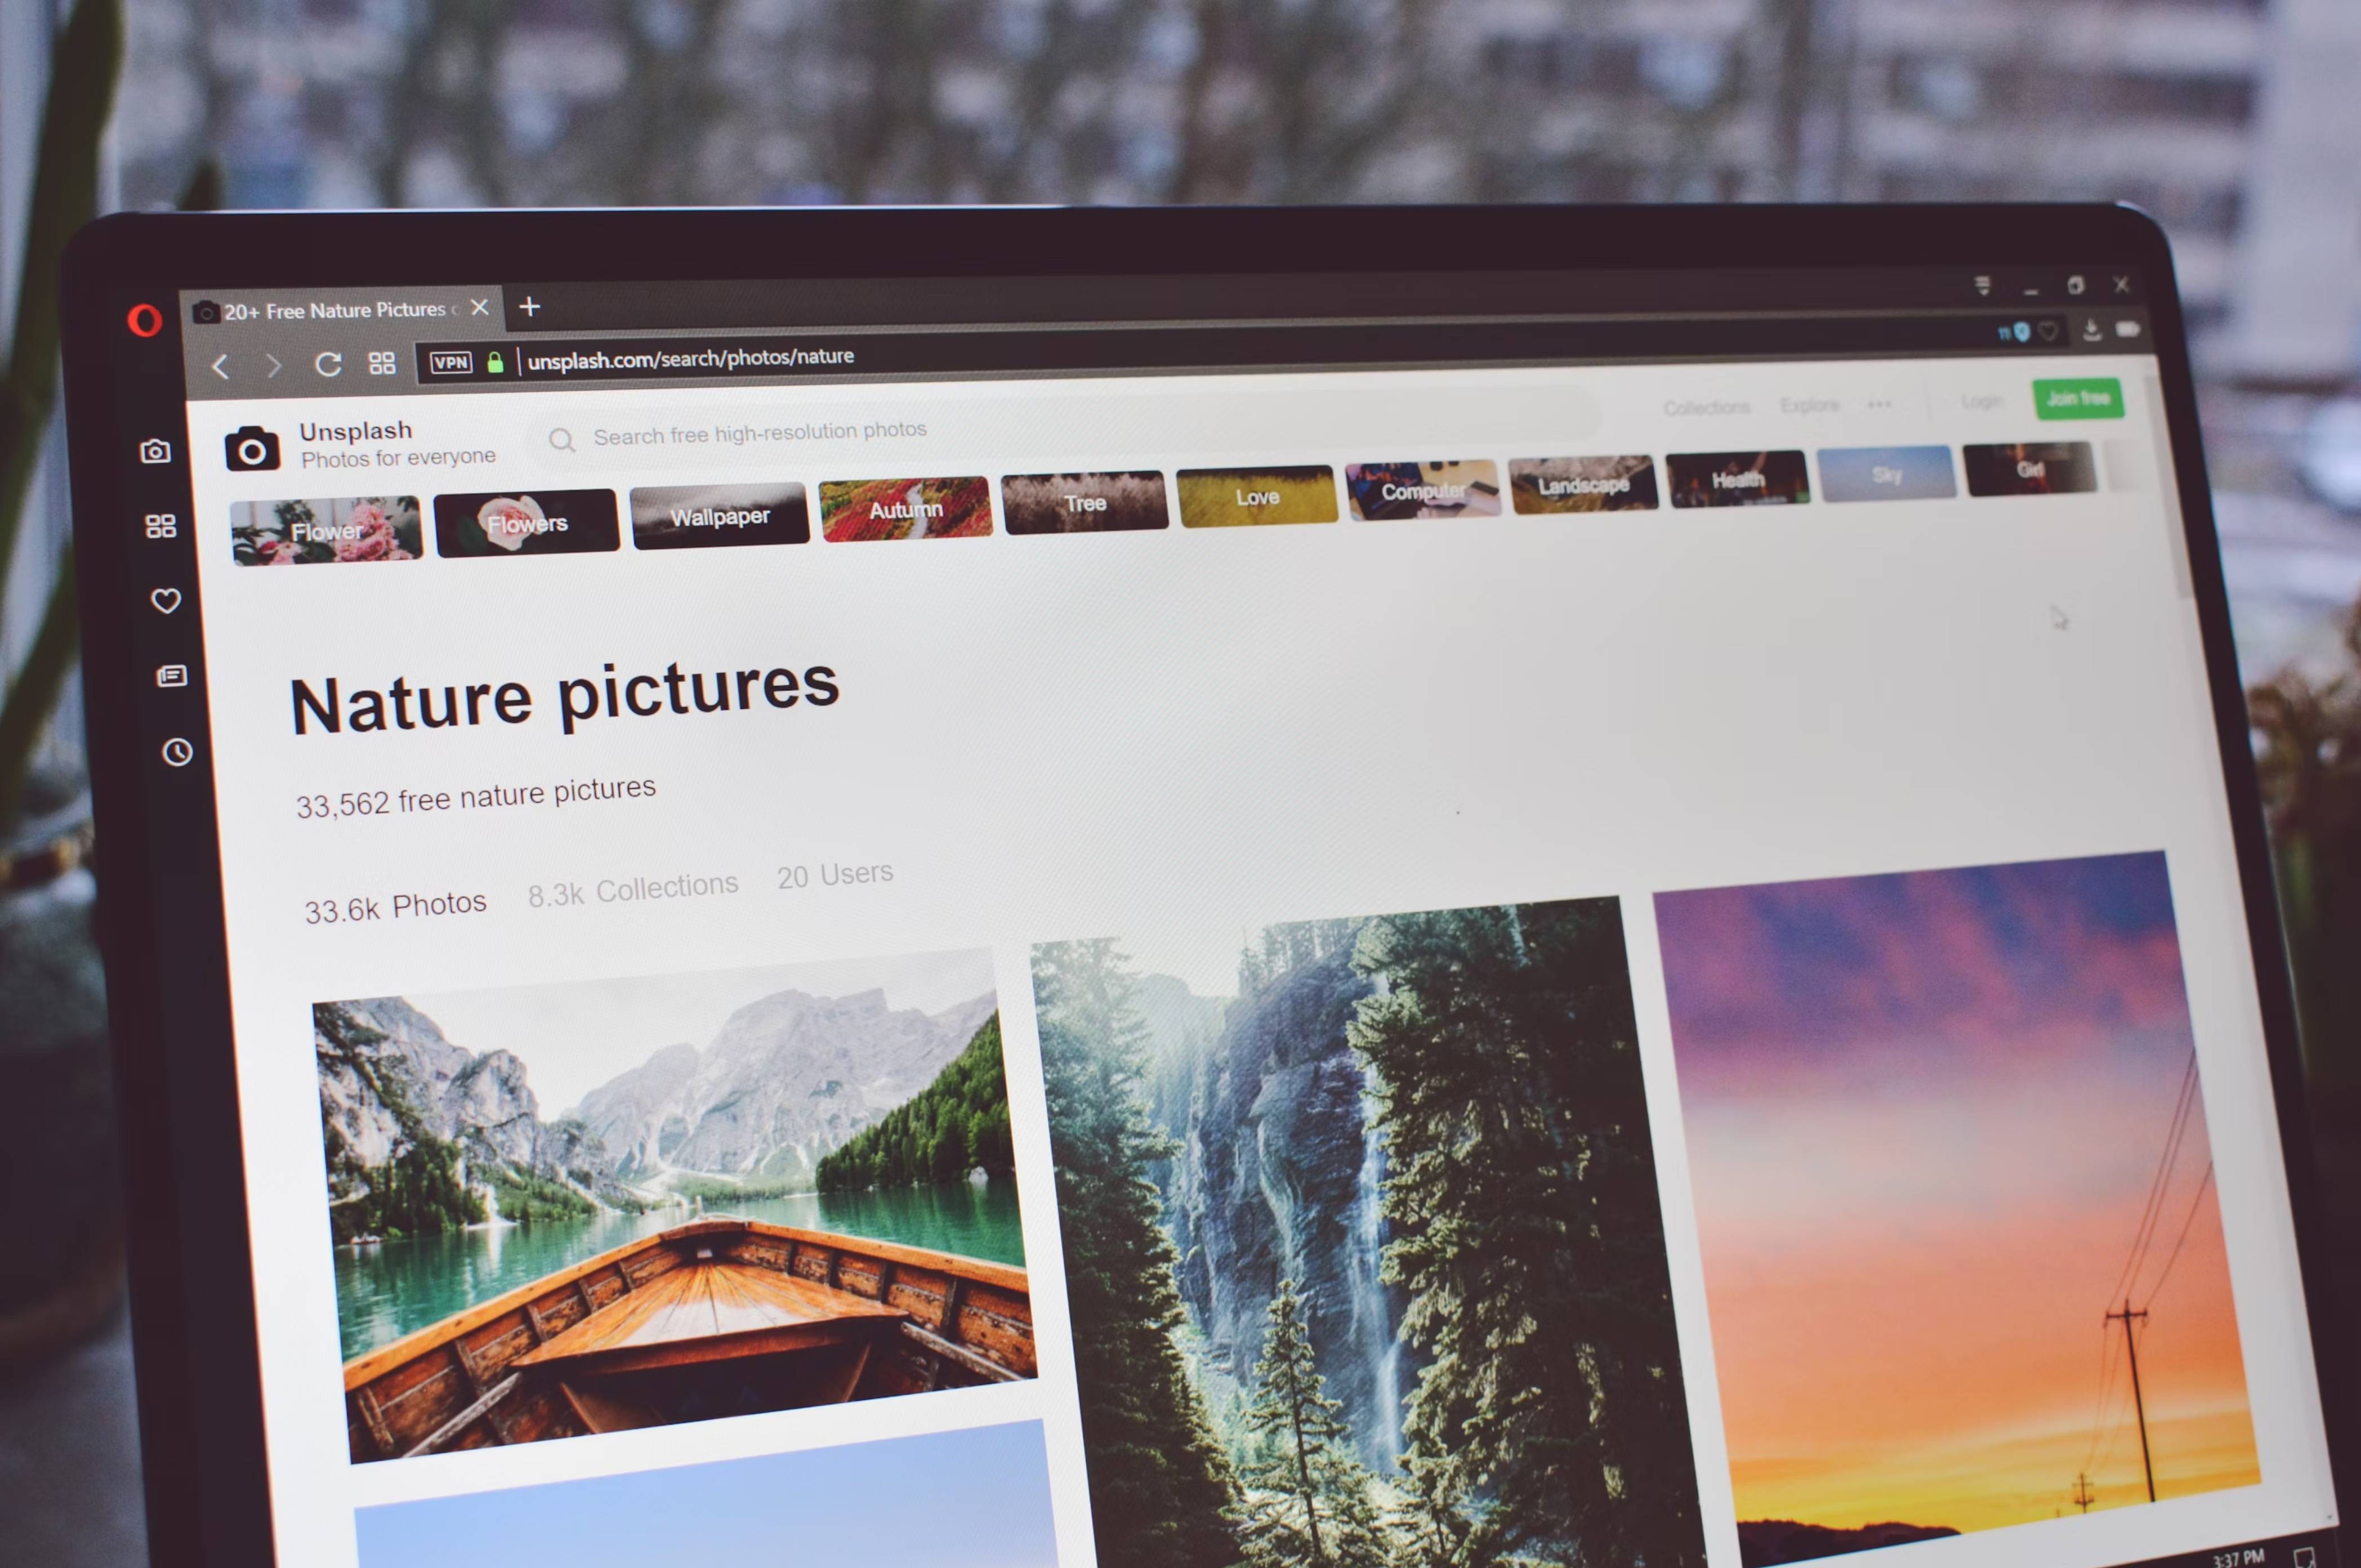 20+ Free Nature Pictures
VPN unsplash.com/search/photos/nature
Unsplash
Photos for everyone
Search free high-resolution photos
Collections Explore ••• Login Join free
Flower Flowers Wallpaper Autumn Tree Love Computer Landscape Health Sky Girl
Nature pictures
33,562 free nature pictures
33.6k Photos 8.3k Collections 20 Users
3:37 PM